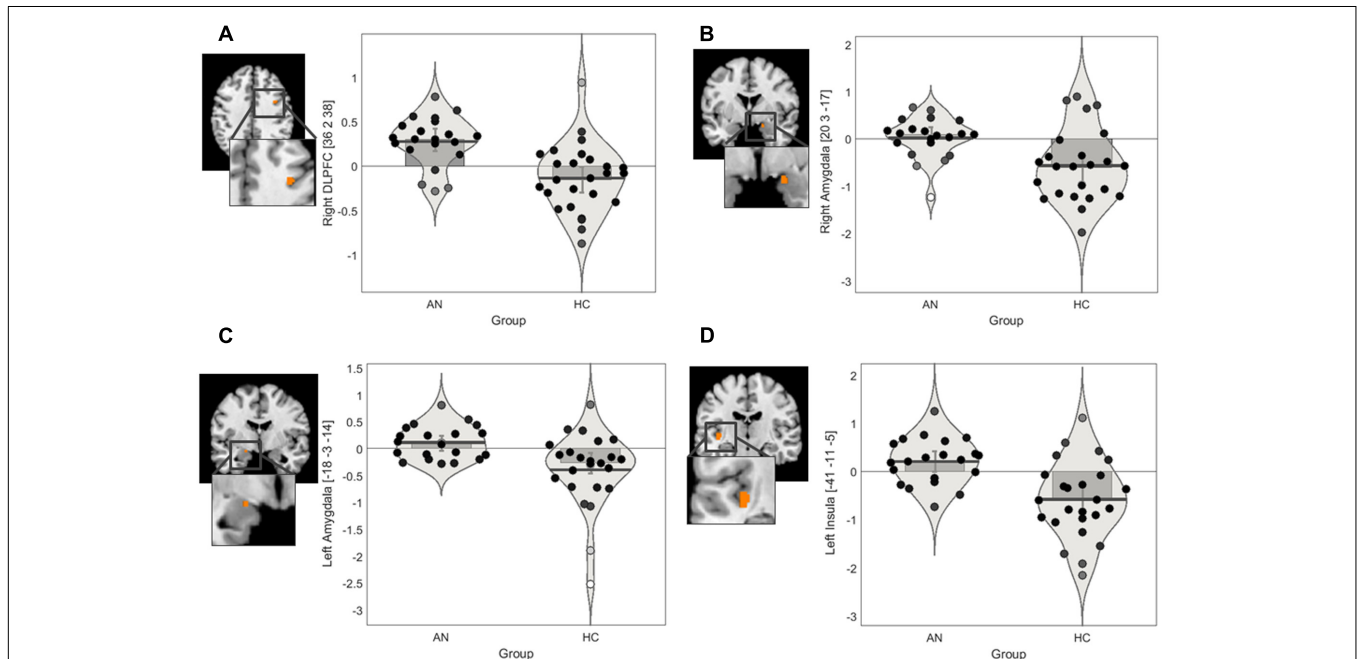 A
Right DLPFC [36 2 38]
1
0.5
0
-0.5
-1
AN HC
Group
B
Right Amygdala [20 3 -17]
2
1
0
-1
-2
-3
AN HC
Group
C
Left Amygdala [-18 -3 -14]
1.5
1
0.5
0
-0.5
-1
-1.5
-2
-2.5
-3
AN HC
Group
D
Left Insula [-41 -11 -5]
2
1
0
-1
-2
-3
AN HC
Group